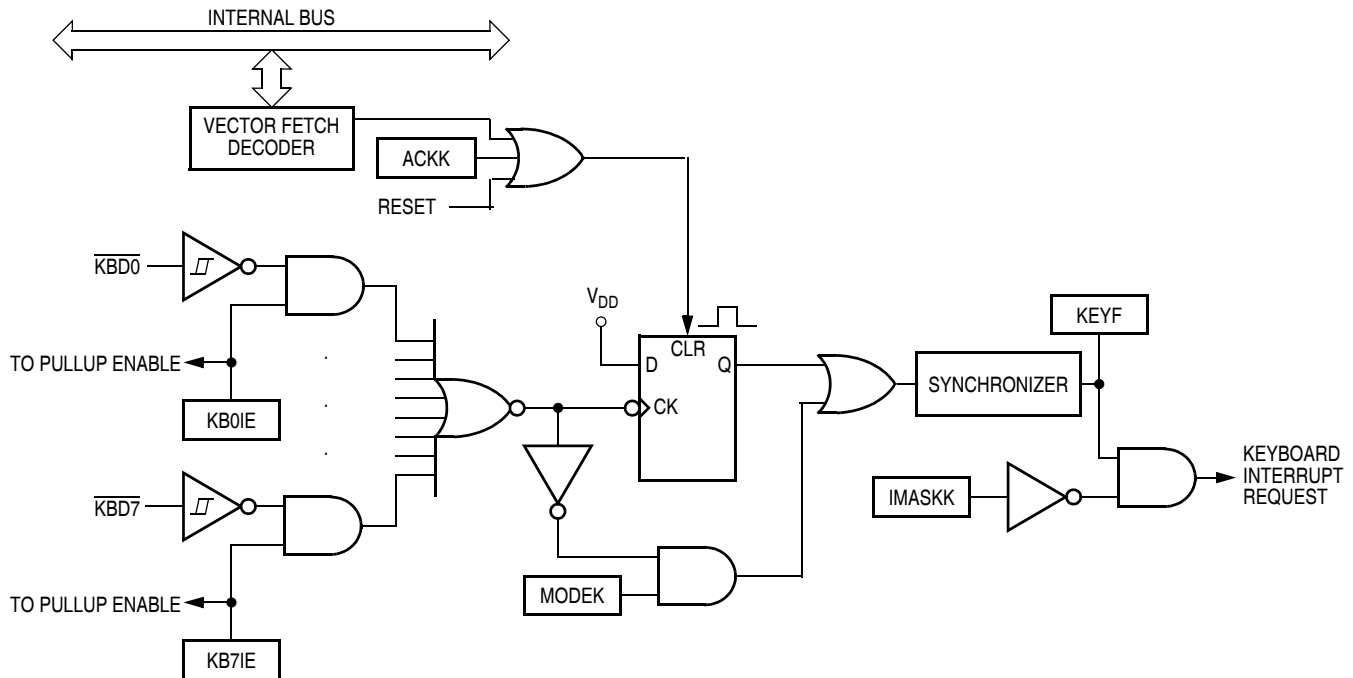 INTERNAL BUS
VECTOR FETCH
DECODER
ACKK
RESET
KBD0
VDD
KEYF
CLR
D
Q
SYNCHRONIZER
TO PULLUP ENABLE
CK
KB0IE
KEYBOARD
INTERRUPT
REQUEST
IMASKK
KBD7
MODEK
TO PULLUP ENABLE
KB7IE